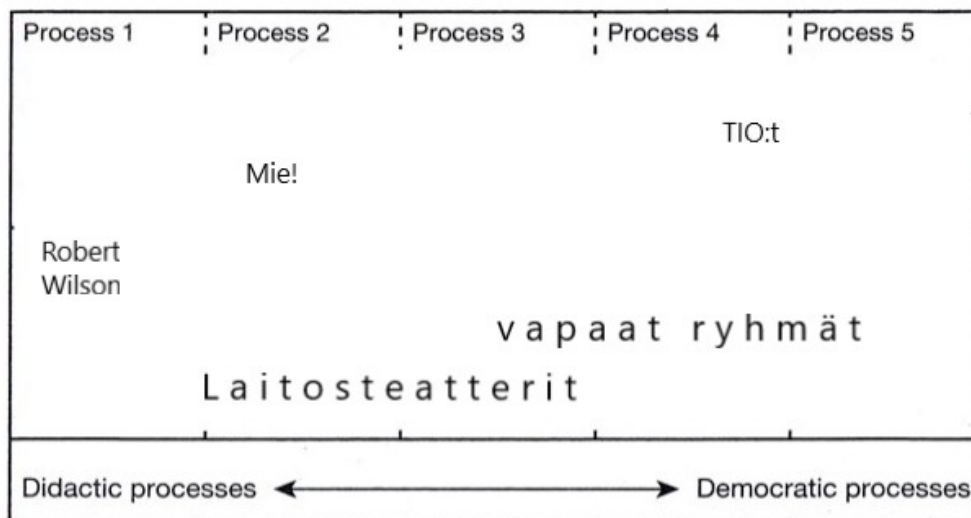 Process 1 Process 2 Process 3 Process 4 Process 5
TIO:t
Mie!
Robert
Wilson
vapaat ryhmät
Laitosteatterit
Didactic processes Democratic processes